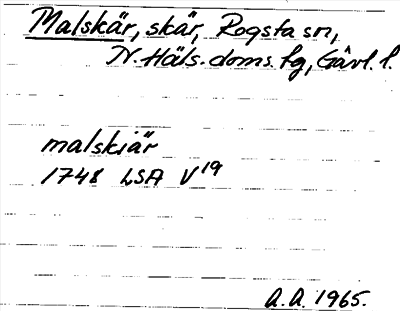 Malskär, skär, Rogsta sn,
N. Häls. doms. fg, Gävl. l.
malskiär
1748 LSA V¹⁹
A.A. 1965.